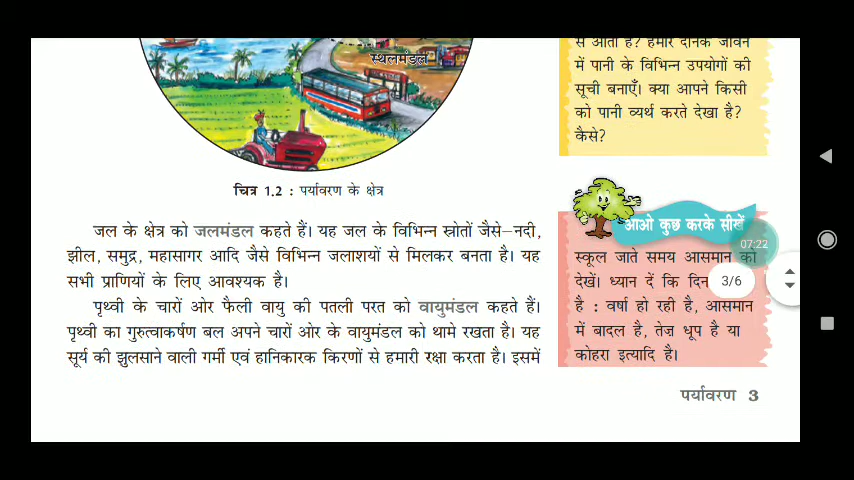 स्थलमंडल
चित्र 1.2 : पर्यावरण के क्षेत्र
जल के क्षेत्र को जलमंडल कहते हैं। यह जल के विभिन्न स्रोतों जैसे–नदी,
झील, समुद्र, महासागर आदि जैसे विभिन्न जलाशयों से मिलकर बनता है। यह
सभी प्राणियों के लिए आवश्यक है।
पृथ्वी के चारों ओर फैली वायु की पतली परत को वायुमंडल कहते हैं।
पृथ्वी का गुरुत्वाकर्षण बल अपने चारों ओर के वायुमंडल को थामे रखता है। यह
सूर्य की झुलसाने वाली गर्मी एवं हानिकारक किरणों से हमारी रक्षा करता है। इसमें
से आता है? हमारे दैनिक जीवन
में पानी के विभिन्न उपयोगों की
सूची बनाएँ। क्या आपने किसी
को पानी व्यर्थ करते देखा है?
कैसे?
आओ कुछ करके सीखें
07:22
स्कूल जाते समय आसमान को
देखें। ध्यान दें कि दिन
3/6
है : वर्षा हो रही है, आसमान
में बादल है, तेज़ धूप है या
कोहरा इत्यादि है।
पर्यावरण 3